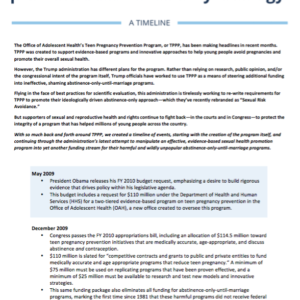 A TIMELINE
The Office of Adolescent Health's Teen Pregnancy Prevention Program, or TPPP, has been making headlines in recent months.
TPPP was created to support evidence-based programs and innovative approaches to help young people avoid pregnancies and
promote their overall sexual health.
However, the Trump administration has different plans for the program. Rather than relying on research, public opinion, and/or
the congressional intent of the program itself, Trump officials have worked to use TPPP as a means of steering additional funding
into ineffective, shaming abstinence-only-until-marriage programs.
Flying in the face of best practices for scientific evaluation, this administration is tirelessly working to re-write requirements for
TPPP to promote their ideologically driven abstinence-only approach—which they've recently rebranded as "Sexual Risk
Avoidance."
But supporters of sexual and reproductive health and rights continue to fight back—in the courts and in Congress—to protect the
integrity of a program that has helped millions of young people across the country.
With so much back and forth around TPPP, we created a timeline of events, starting with the creation of the program itself, and
continuing through the administration's latest attempt to manipulate an effective, evidence-based sexual health promotion
program into yet another funding stream for their harmful and wildly unpopular abstinence-only-until-marriage programs.
May 2009
• President Obama releases his FY 2010 budget request, emphasising a desire to build rigorous
evidence that drives policy within his legislative agenda.
• This budget includes a request for $110 million under the Department of Health and Human
Services (HHS) for a two-tiered evidence-based program on teen pregnancy prevention in the
Office of Adolescent Health (OAH), a new office created to oversee this program.
December 2009
• Congress passes the FY 2010 appropriations bill, including an allocation of $114.5 million toward
teen pregnancy prevention initiatives that are medically accurate, age-appropriate, and discuss
abstinence and contraception.
• $110 million is slated for "competitive contracts and grants to public and private entities to fund
medically accurate and age appropriate programs that reduce teen pregnancy." A minimum of
$75 million must be used on replicating programs that have been proven effective, and a
minimum of $25 million must be available to research and test new models and innovative
strategies.
• This same funding package also eliminates all funding for abstinence-only-until-marriage
programs, marking the first time since 1981 that these harmful programs did not receive federal